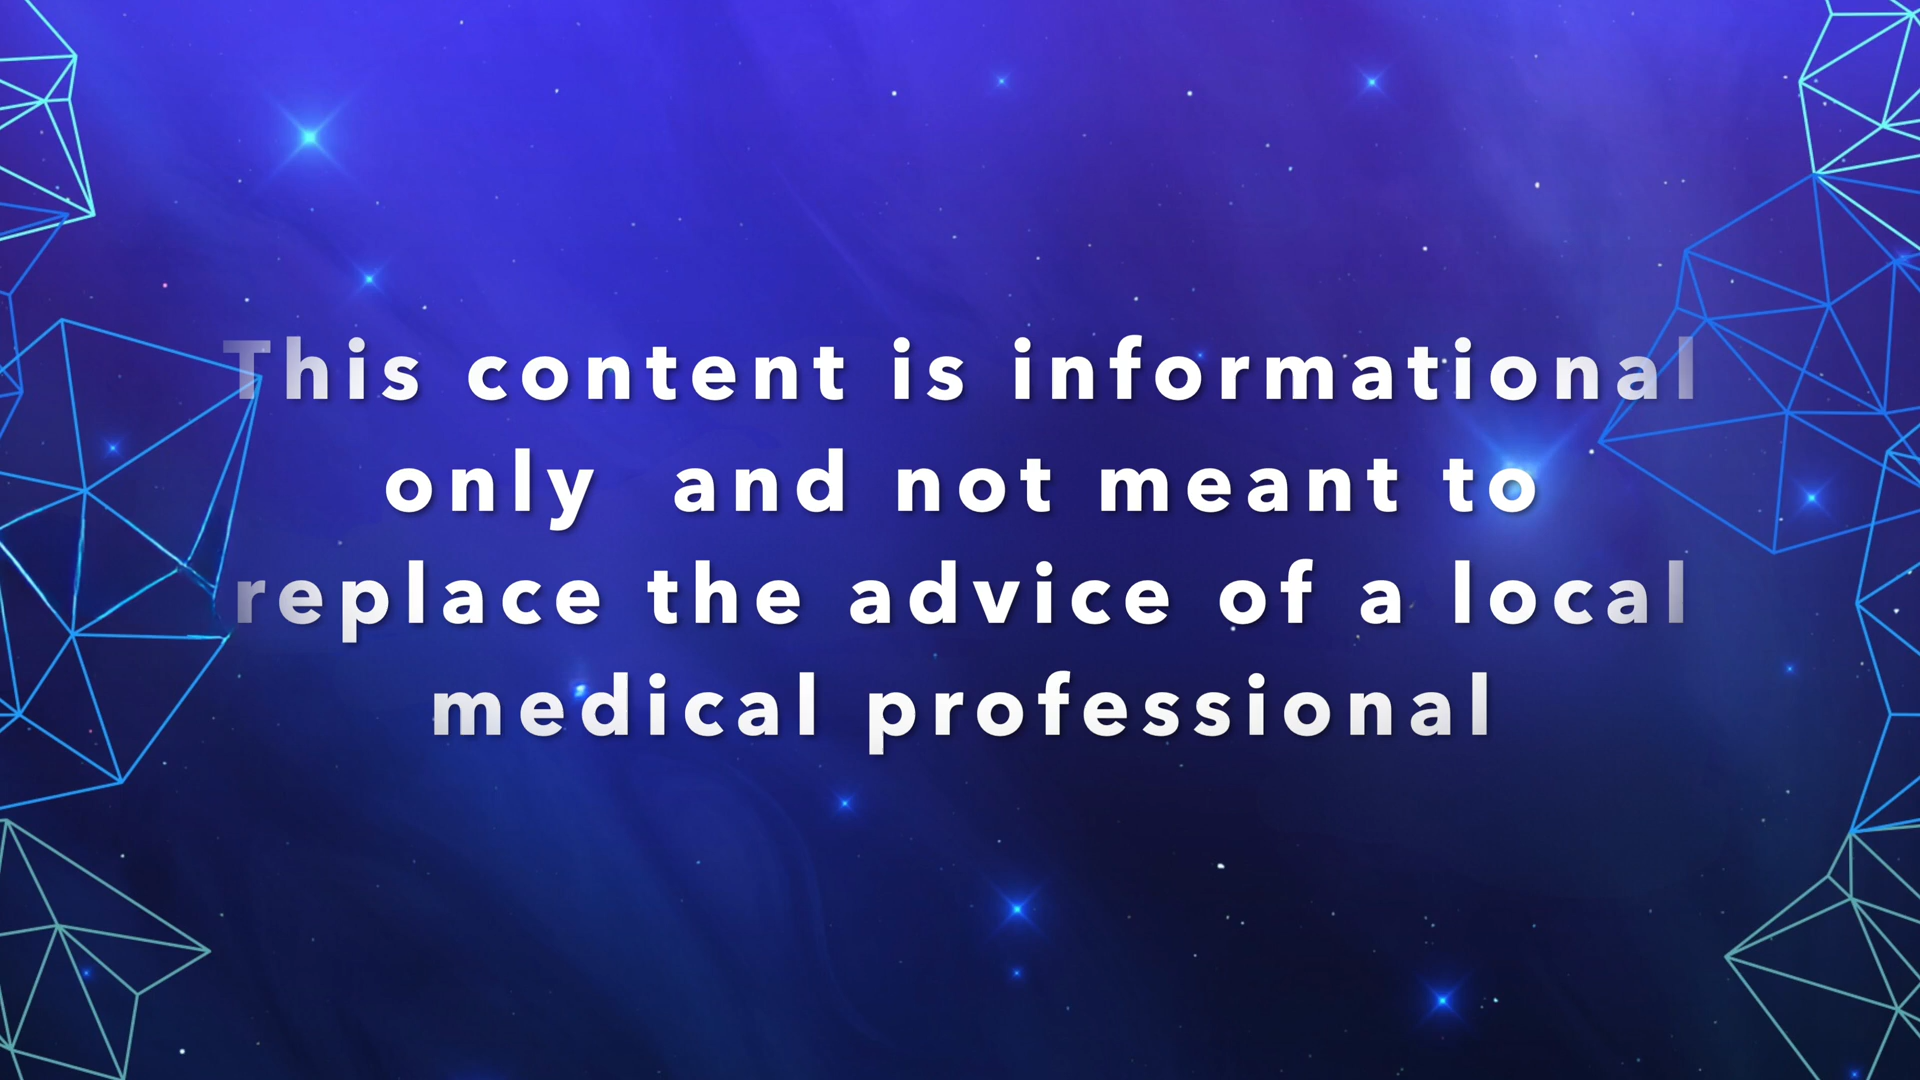 This content is informational
only and not meant to
replace the advice of a local
medical professional